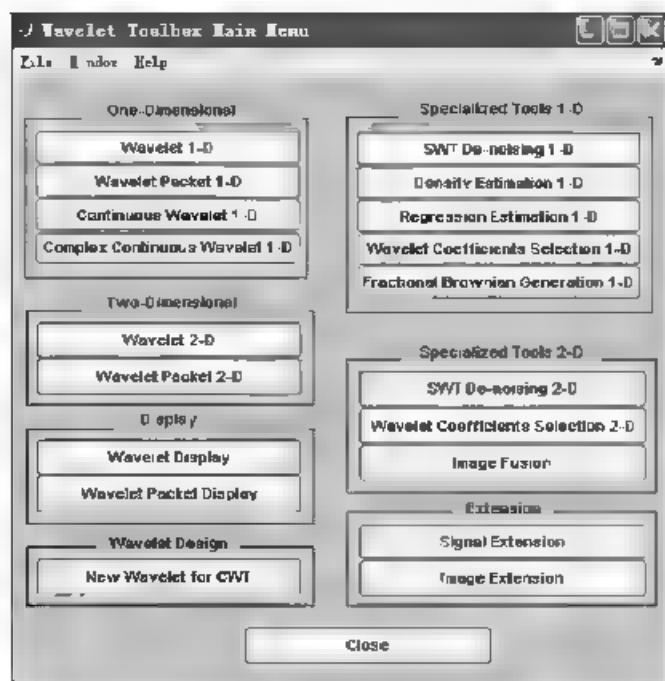 Wavelet Toolbox Main Menu
File Window Help
One-Dimensional
Wavelet 1-D
Wavelet Packet 1-D
Continuous Wavelet 1-D
Complex Continuous Wavelet 1-D
Two-Dimensional
Wavelet 2-D
Wavelet Packet 2-D
Display
Wavelet Display
Wavelet Packet Display
Wavelet Design
New Wavelet for CWT
Specialized Tools 1-D
SWT De-noising 1-D
Density Estimation 1-D
Regression Estimation 1-D
Wavelet Coefficients Selection 1-D
Fractional Brownian Generation 1-D
Specialized Tools 2-D
SWT De-noising 2-D
Wavelet Coefficients Selection 2-D
Image Fusion
Extension
Signal Extension
Image Extension
Close